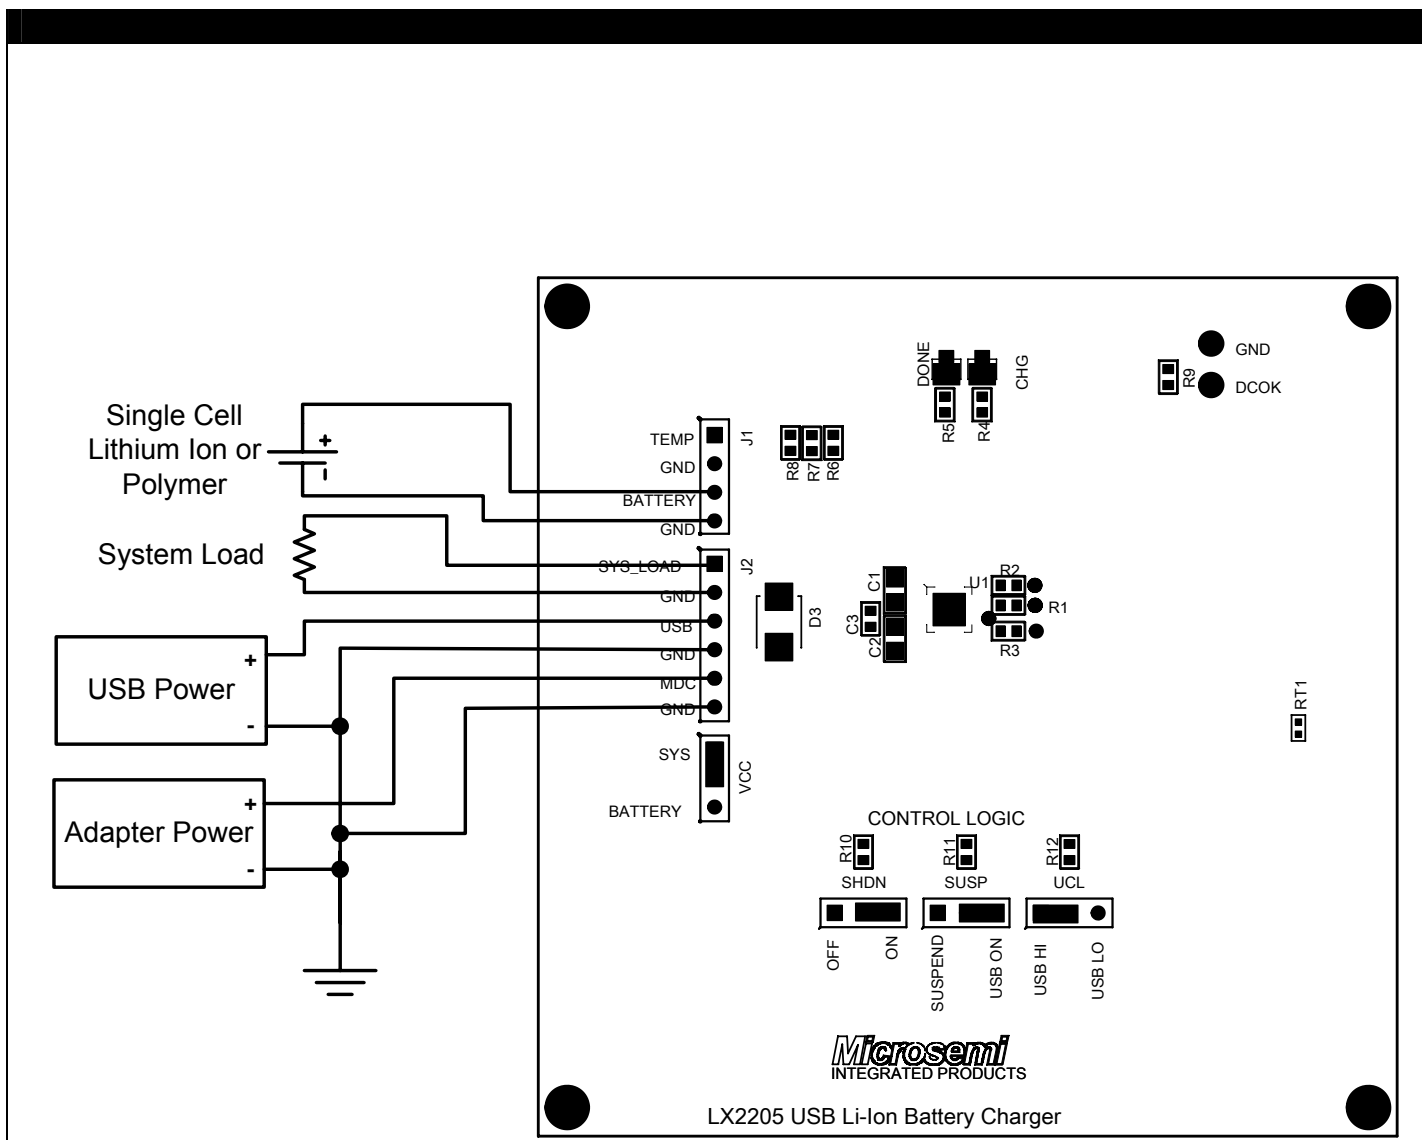 Single Cell
Lithium Ion or
Polymer
+
-
System Load
USB Power
+
-
Adapter Power
+
-
TEMP
GND
BATTERY
GND
J1
SYS_LOAD
GND
USB
GND
MDC
GND
J2
SYS
BATTERY
VCC
R8
R7
R6
DONE
CHG
R5
R4
R9
GND
DCOK
D3
C1
C3
C2
U1
R2
R1
R3
RT1
CONTROL LOGIC
R10
R11
R12
SHDN
SUSP
UCL
OFF
ON
SUSPEND
USB ON
USB HI
USB LO
Microsemi
INTEGRATED PRODUCTS
LX2205 USB Li-Ion Battery Charger